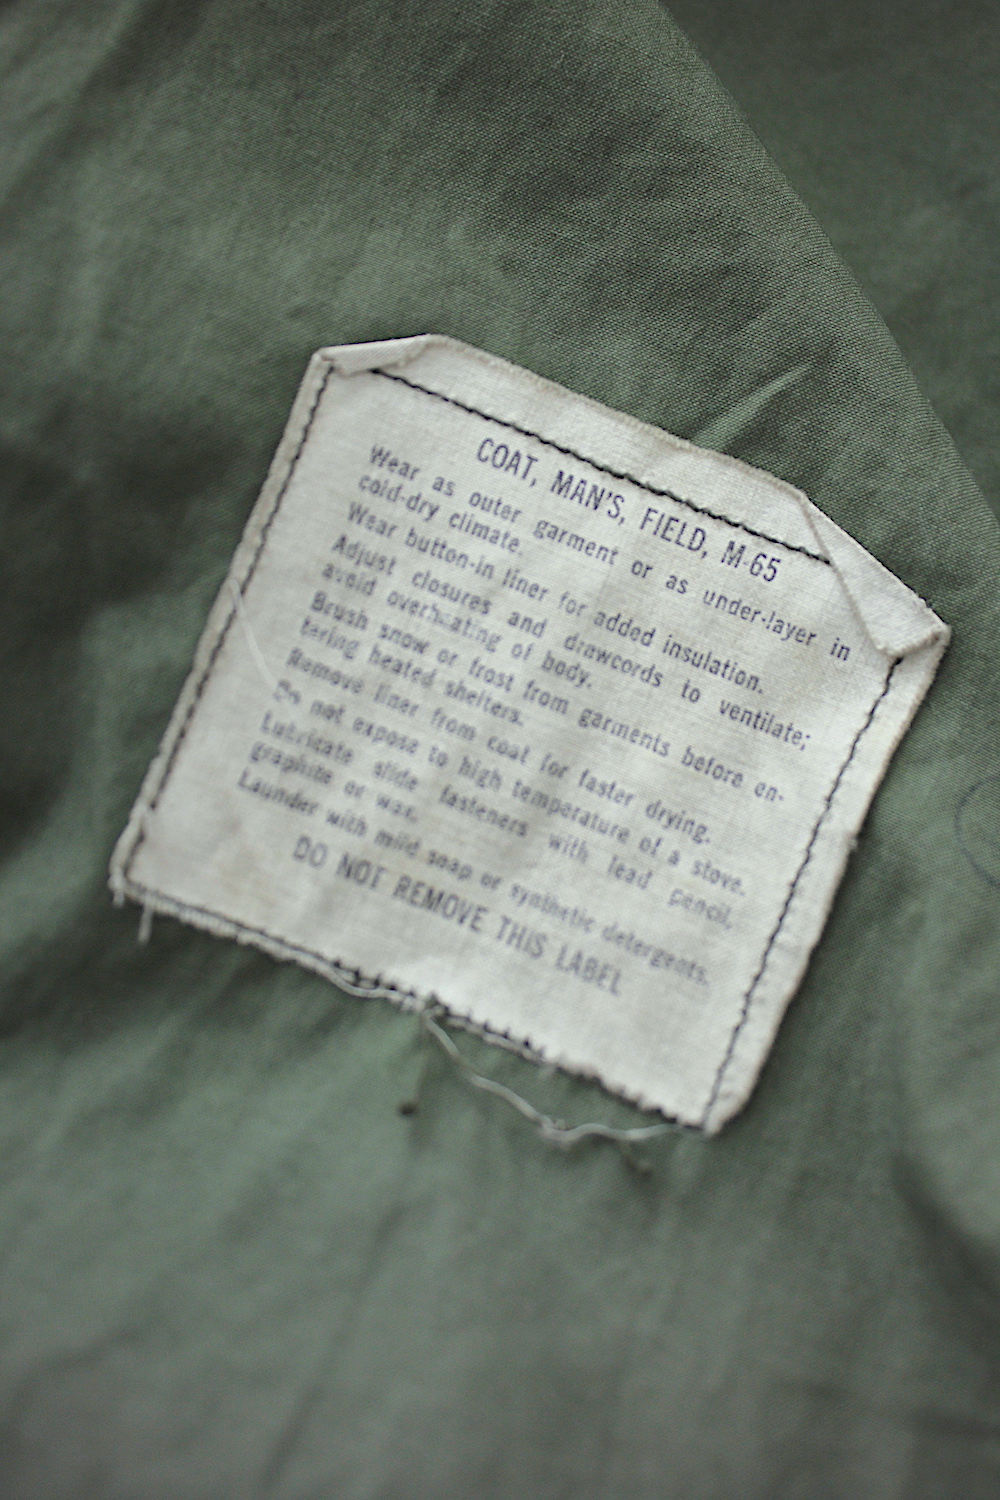 COAT, MAN'S, FIELD, M-65
Wear as outer garment or as under-layer in
cold-dry climate.
Wear button-in liner for added insulation.
Adjust closures and drawcords to ventilate;
avoid overheating of body.
Brush snow or frost from garments before en-
tering heated shelters.
Remove liner from coat for faster drying.
Do not expose to high temperature of a stove.
Lubricate slide fasteners with lead pencil,
graphite or wax.
Launder with mild soap or synthetic detergents.
DO NOT REMOVE THIS LABEL